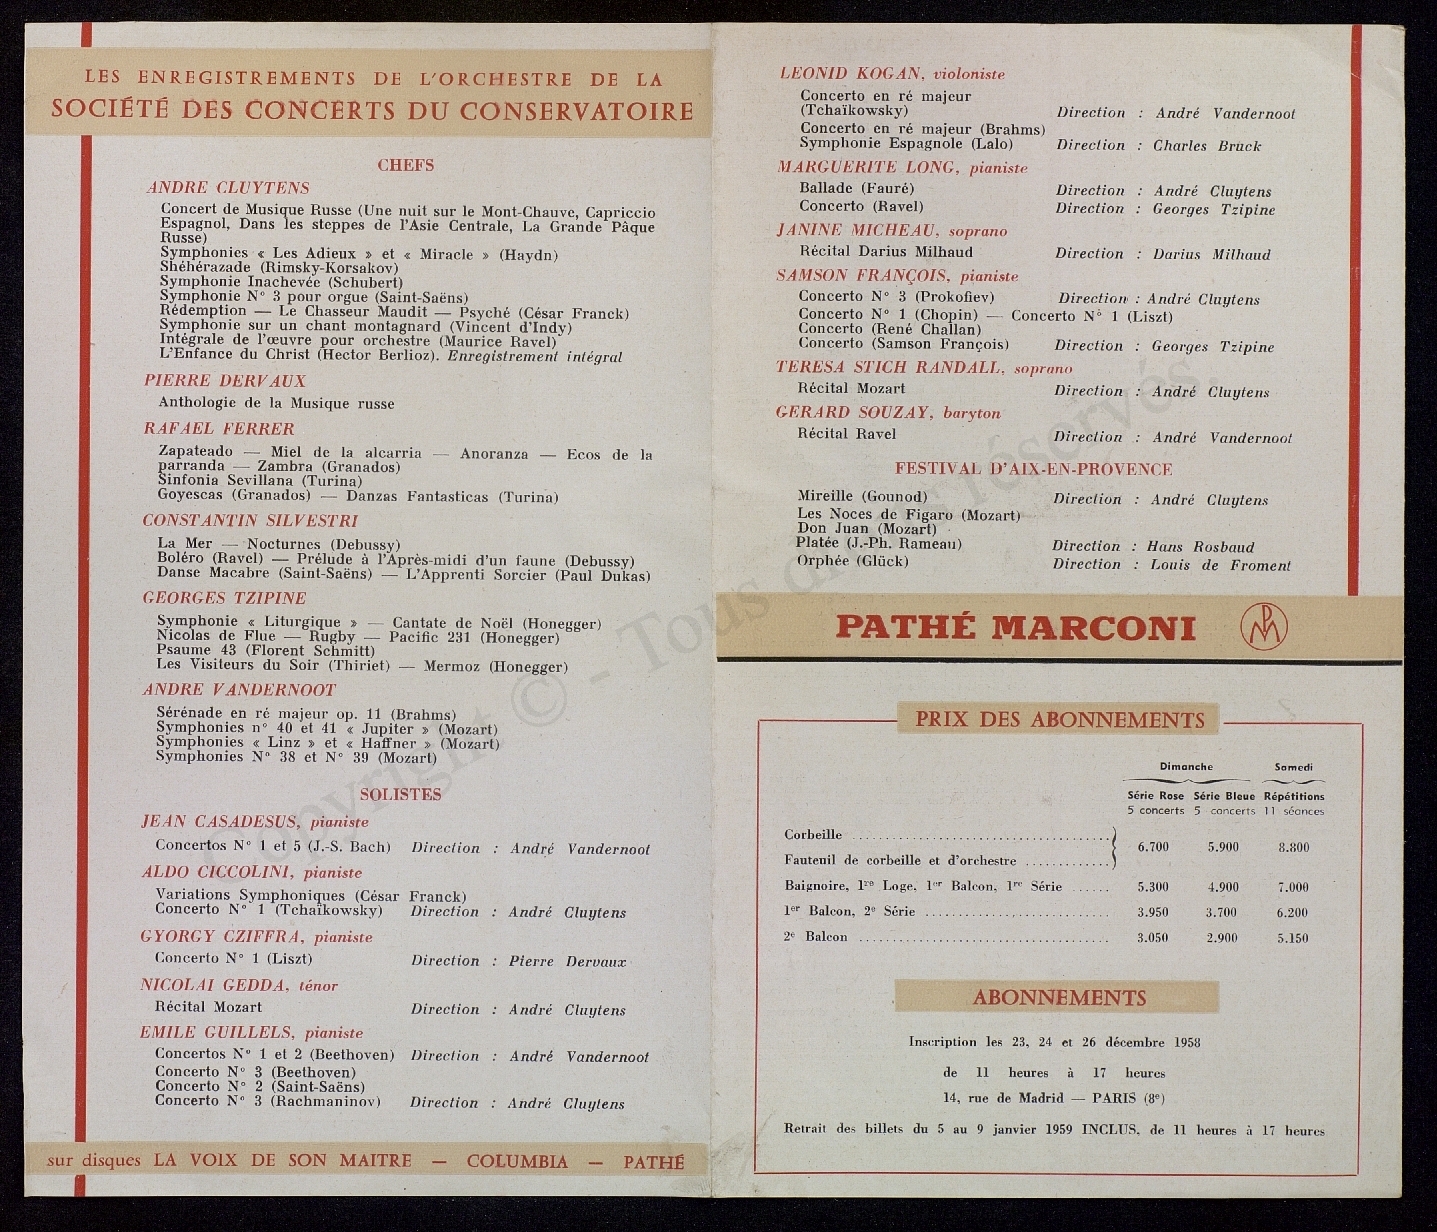 LES ENREGISTREMENTS DE L'ORCHESTRE DE LA
SOCIÉTÉ DES CONCERTS DU CONSERVATOIRE
CHEFS
ANDRE CLUYTENS
Concert de Musique Russe (Une nuit sur le Mont-Chauve, Capriccio
Espagnol, Dans les steppes de l'Asie Centrale, La Grande Pâque
Russe)
Symphonies « Les Adieux » et « Miracle » (Haydn)
Shéhérazade (Rimsky-Korsakov)
Symphonie Inachevée (Schubert)
Symphonie N° 3 pour orgue (Saint-Saëns)
Rédemption — Le Chasseur Maudit — Psyché (César Franck)
Symphonie sur un chant montagnard (Vincent d'Indy)
Intégrale de l'œuvre pour orchestre (Maurice Ravel)
L'Enfance du Christ (Hector Berlioz). Enregistrement intégral
PIERRE DERVAUX
Anthologie de la Musique russe
RAFAEL FERRER
Zapateado — Miel de la alcarria — Anoranza — Ecos de la
parranda — Zambra (Granados)
Sinfonia Sevillana (Turina)
Goyescas (Granados) — Danzas Fantasticas (Turina)
CONSTANTIN SILVESTRI
La Mer — Nocturnes (Debussy)
Boléro (Ravel) — Prélude à l'Après-midi d'un faune (Debussy)
Danse Macabre (Saint-Saëns) — L'Apprenti Sorcier (Paul Dukas)
GEORGES TZIPINE
Symphonie « Liturgique » — Cantate de Noël (Honegger)
Nicolas de Flue — Rugby — Pacific 231 (Honegger)
Psaume 43 (Florent Schmitt)
Les Visiteurs du Soir (Thiriet) — Mermoz (Honegger)
ANDRE VANDERNOOT
Sérénade en ré majeur op. 11 (Brahms)
Symphonies n° 40 et 41 « Jupiter » (Mozart)
Symphonies « Linz » et « Haffner » (Mozart)
Symphonies N° 38 et N° 39 (Mozart)
SOLISTES
JEAN CASADESUS, pianiste
Concertos N° 1 et 5 (J.-S. Bach) Direction : André Vandernoot
ALDO CICCOLINI, pianiste
Variations Symphoniques (César Franck)
Concerto N° 1 (Tchaïkowsky) Direction : André Cluytens
GYORGY CZIFFRA, pianiste
Concerto N° 1 (Liszt) Direction : Pierre Dervaux
NICOLAI GEDDA, ténor
Récital Mozart Direction : André Cluytens
EMILE GUILLELS, pianiste
Concertos N° 1 et 2 (Beethoven) Direction : André Vandernoot
Concerto N° 3 (Beethoven)
Concerto N° 2 (Saint-Saëns)
Concerto N° 3 (Rachmaninov) Direction : André Cluytens
sur disques LA VOIX DE SON MAITRE — COLUMBIA — PATHÉ
LEONID KOGAN, violoniste
Concerto en ré majeur
(Tchaïkowsky) Direction : André Vandernoot
Concerto en ré majeur (Brahms)
Symphonie Espagnole (Lalo) Direction : Charles Bruck
MARGUERITE LONG, pianiste
Ballade (Fauré) Direction : André Cluytens
Concerto (Ravel) Direction : Georges Tzipine
JANINE MICHEAU, soprano
Récital Darius Milhaud Direction : Darius Milhaud
SAMSON FRANÇOIS, pianiste
Concerto N° 3 (Prokofiev) Direction : André Cluytens
Concerto N° 1 (Chopin) — Concerto N° 1 (Liszt)
Concerto (René Challan)
Concerto (Samson François) Direction : Georges Tzipine
TERESA STICH RANDALL, soprano
Récital Mozart Direction : André Cluytens
GERARD SOUZAY, baryton
Récital Ravel Direction : André Vandernoot
FESTIVAL D'AIX-EN-PROVENCE
Mireille (Gounod) Direction : André Cluytens
Les Noces de Figaro (Mozart)
Don Juan (Mozart)
Platée (J.-Ph. Rameau) Direction : Hans Rosbaud
Orphée (Glück) Direction : Louis de Froment
PATHÉ MARCONI PM
PRIX DES ABONNEMENTS
Dimanche Samedi
Série Rose Série Bleue Répétitions
5 concerts 5 concerts 11 séances
Corbeille
6.700 5.900 8.800
Fauteuil de corbeille et d'orchestre
Baignoire, 1re Loge, 1er Balcon, 1re Série 5.300 4.900 7.000
1er Balcon, 2e Série 3.950 3.700 6.200
2e Balcon 3.050 2.900 5.150
ABONNEMENTS
Inscription les 23, 24 et 26 décembre 1958
de 11 heures à 17 heures
14, rue de Madrid — PARIS (8e)
Retrait des billets du 5 au 9 janvier 1959 INCLUS, de 11 heures à 17 heures
Copyright © - Tous droits réservés.